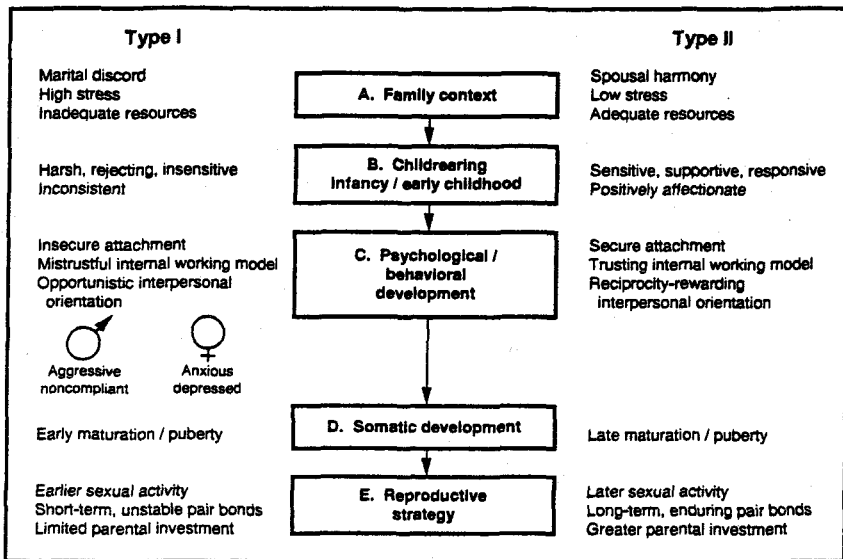 Type I
Type II
Marital discord
High stress
Inadequate resources
A. Family context
Spousal harmony
Low stress
Adequate resources
Harsh, rejecting, insensitive
Inconsistent
B. Childrearing
infancy / early childhood
Sensitive, supportive, responsive
Positively affectionate
Insecure attachment
Mistrustful internal working model
Opportunistic interpersonal
orientation
C. Psychological /
behavioral
development
Secure attachment
Trusting internal working model
Reciprocity-rewarding
interpersonal orientation
Aggressive
noncompliant
Anxious
depressed
Early maturation / puberty
D. Somatic development
Late maturation / puberty
Earlier sexual activity
Short-term, unstable pair bonds
Limited parental investment
E. Reproductive
strategy
Later sexual activity
Long-term, enduring pair bonds
Greater parental investment